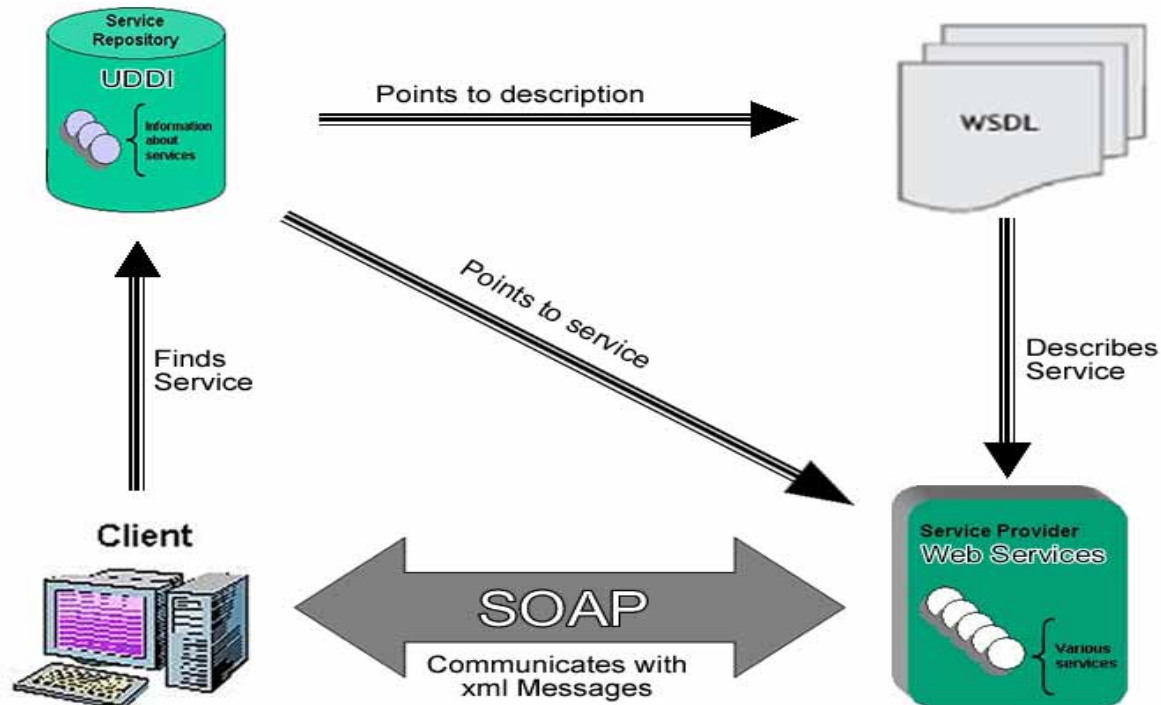 Service
Repository
UDDI
Information
about
services
Points to description
WSDL
Points to service
Finds
Service
Describes
Service
Client
SOAP
Communicates with
xml Messages
Service Provider
Web Services
Various
services